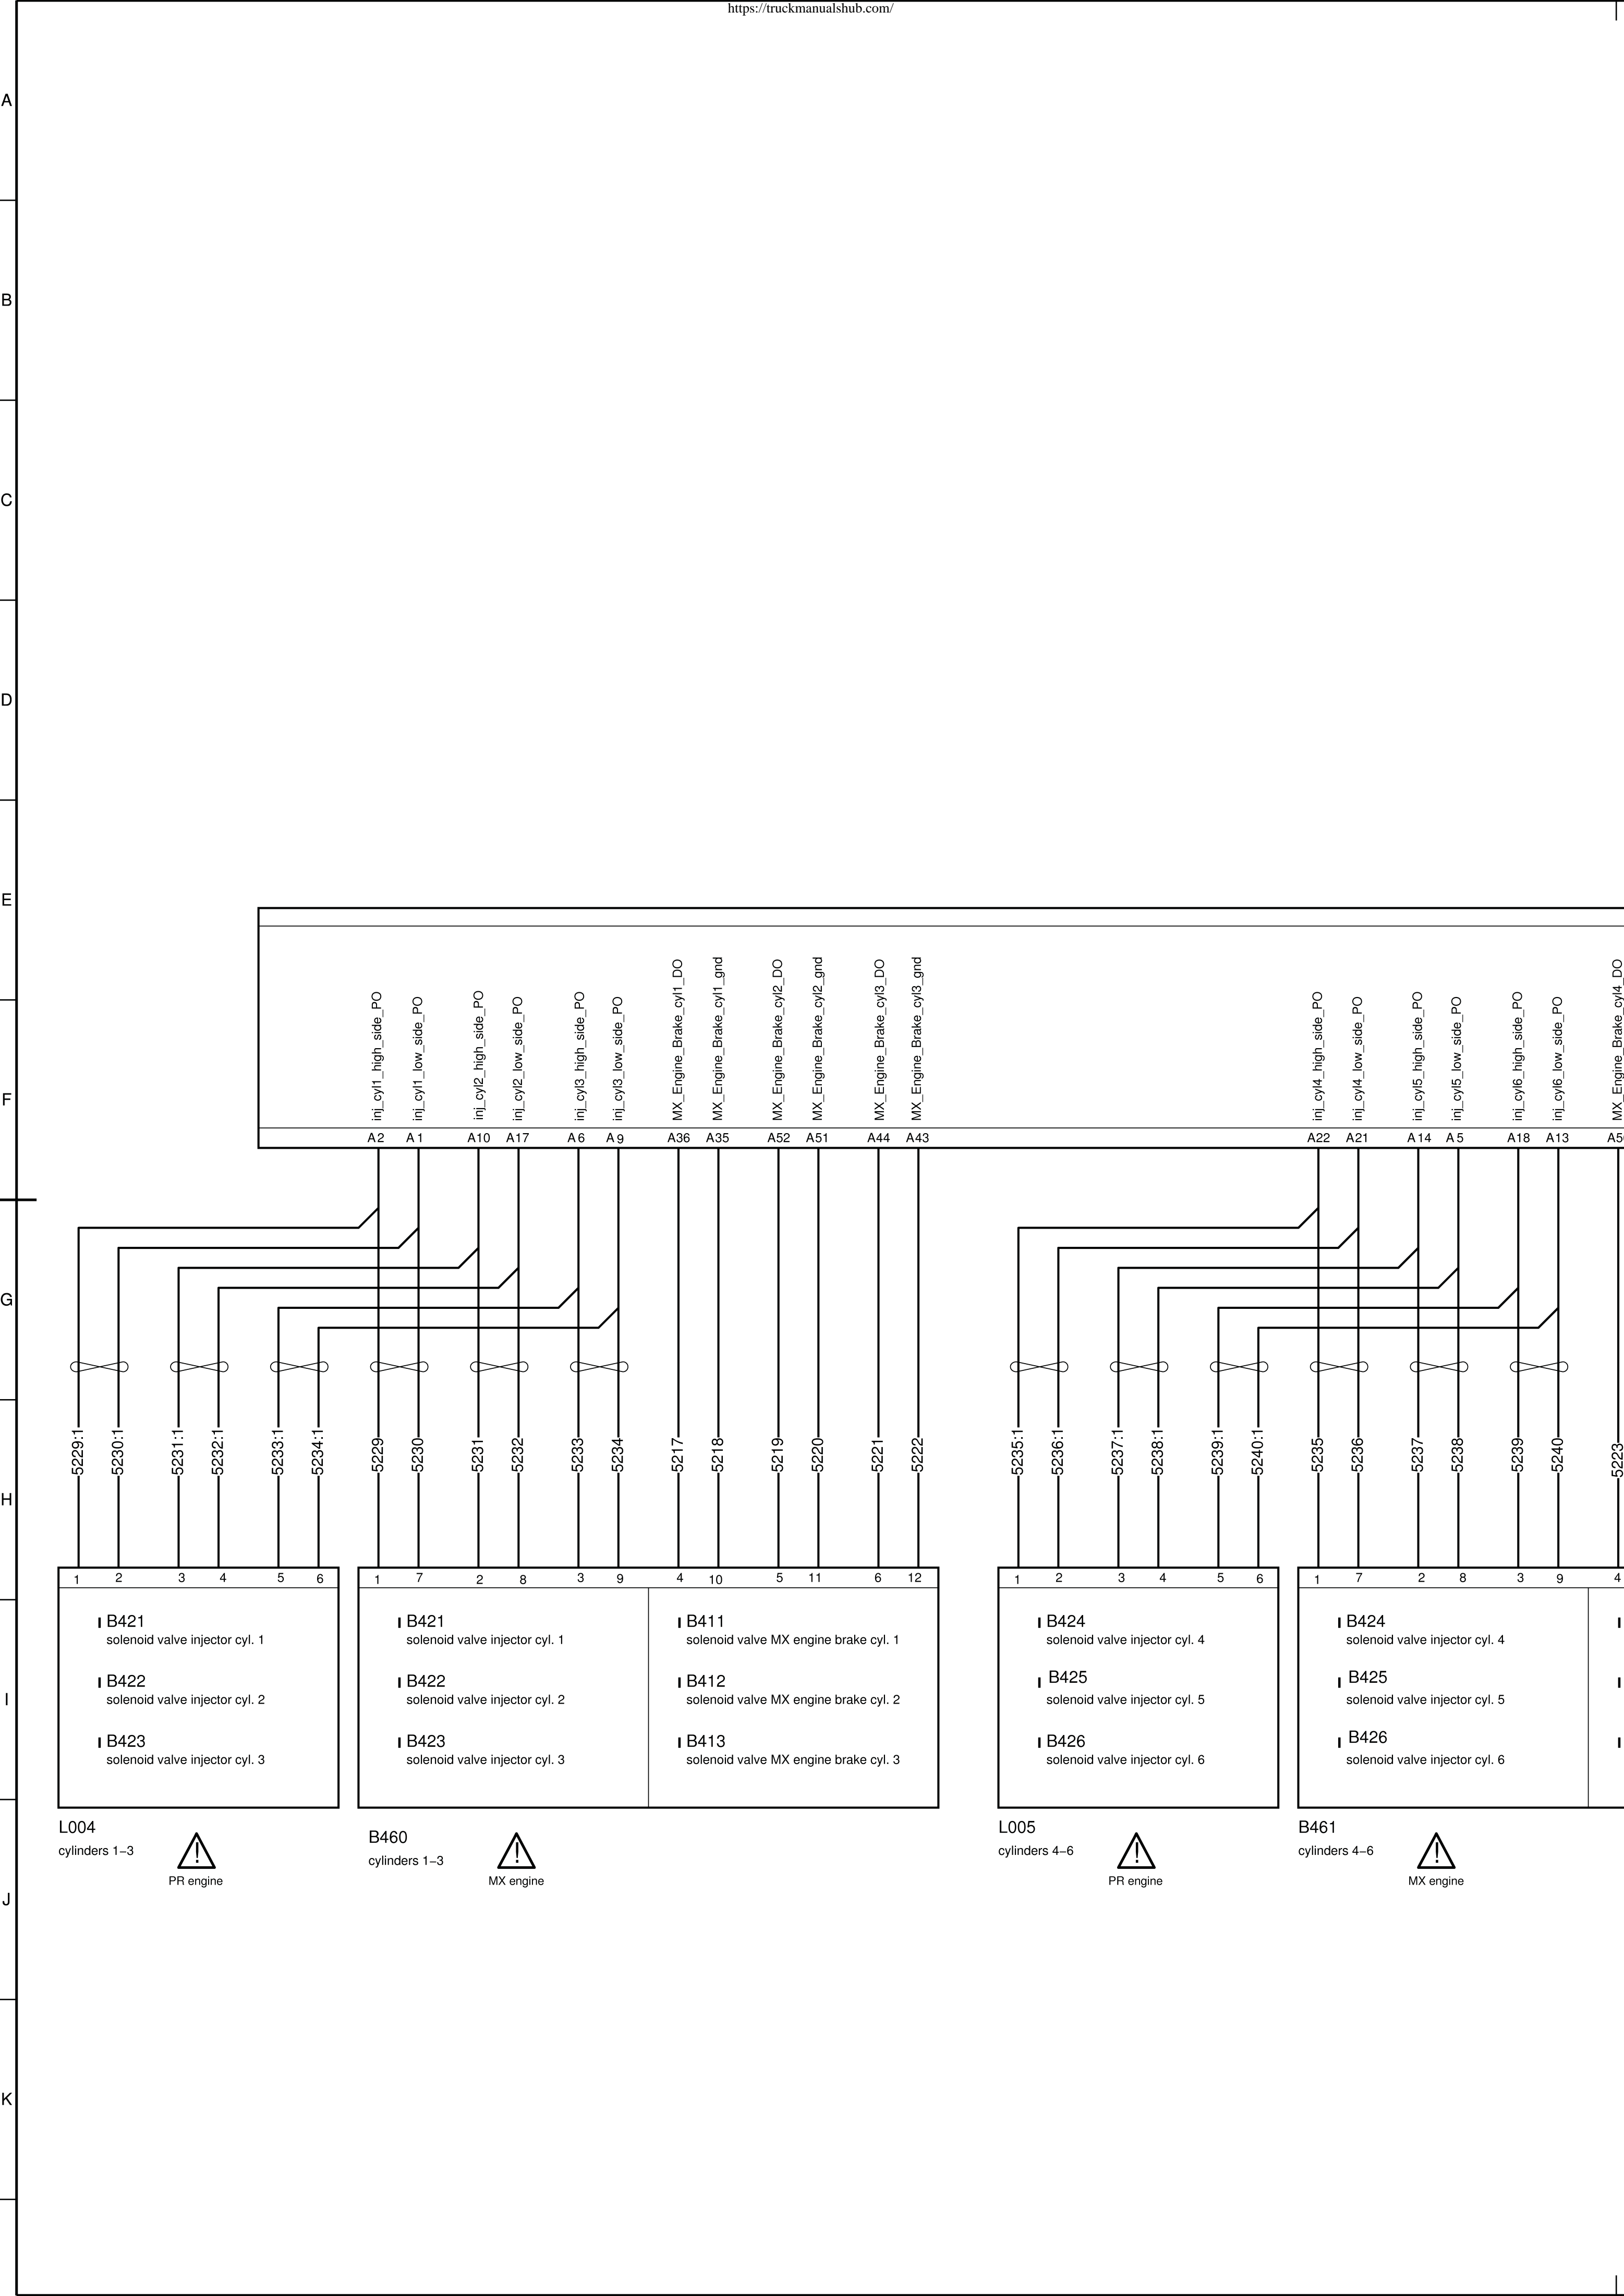 https://truckmanualshub.com/
A
B
C
D
E
F
G
H
I
J
K
inj_cyl1_high_side_PO
inj_cyl1_low_side_PO
inj_cyl2_high_side_PO
inj_cyl2_low_side_PO
inj_cyl3_high_side_PO
inj_cyl3_low_side_PO
MX_Engine_Brake_cyl1_DO
MX_Engine_Brake_cyl1_gnd
MX_Engine_Brake_cyl2_DO
MX_Engine_Brake_cyl2_gnd
MX_Engine_Brake_cyl3_DO
MX_Engine_Brake_cyl3_gnd
inj_cyl4_high_side_PO
inj_cyl4_low_side_PO
inj_cyl5_high_side_PO
inj_cyl5_low_side_PO
inj_cyl6_high_side_PO
inj_cyl6_low_side_PO
MX_Engine_Brake_cyl4_DO
A2 A1 A10 A17 A6 A9 A36 A35 A52 A51 A44 A43 A22 A21 A14 A5 A18 A13
5229:1 5230:1 5231:1 5232:1 5233:1 5234:1 5229 5230 5231 5232 5233 5234 5217 5218 5219 5220 5221 5222 5235:1 5236:1 5237:1 5238:1 5239:1 5240:1 5235 5236 5237 5238 5239 5240 5223
1 2 3 4 5 6
B421
solenoid valve injector cyl. 1
B422
solenoid valve injector cyl. 2
B423
solenoid valve injector cyl. 3
L004
cylinders 1–3
!
PR engine
1 7 2 8 3 9 4 10 5 11 6 12
B421
solenoid valve injector cyl. 1
B422
solenoid valve injector cyl. 2
B423
solenoid valve injector cyl. 3
B411
solenoid valve MX engine brake cyl. 1
B412
solenoid valve MX engine brake cyl. 2
B413
solenoid valve MX engine brake cyl. 3
B460
cylinders 1–3
!
MX engine
1 2 3 4 5 6
B424
solenoid valve injector cyl. 4
B425
solenoid valve injector cyl. 5
B426
solenoid valve injector cyl. 6
L005
cylinders 4–6
!
PR engine
1 7 2 8 3 9 4
B424
solenoid valve injector cyl. 4
B425
solenoid valve injector cyl. 5
B426
solenoid valve injector cyl. 6
B461
cylinders 4–6
!
MX engine